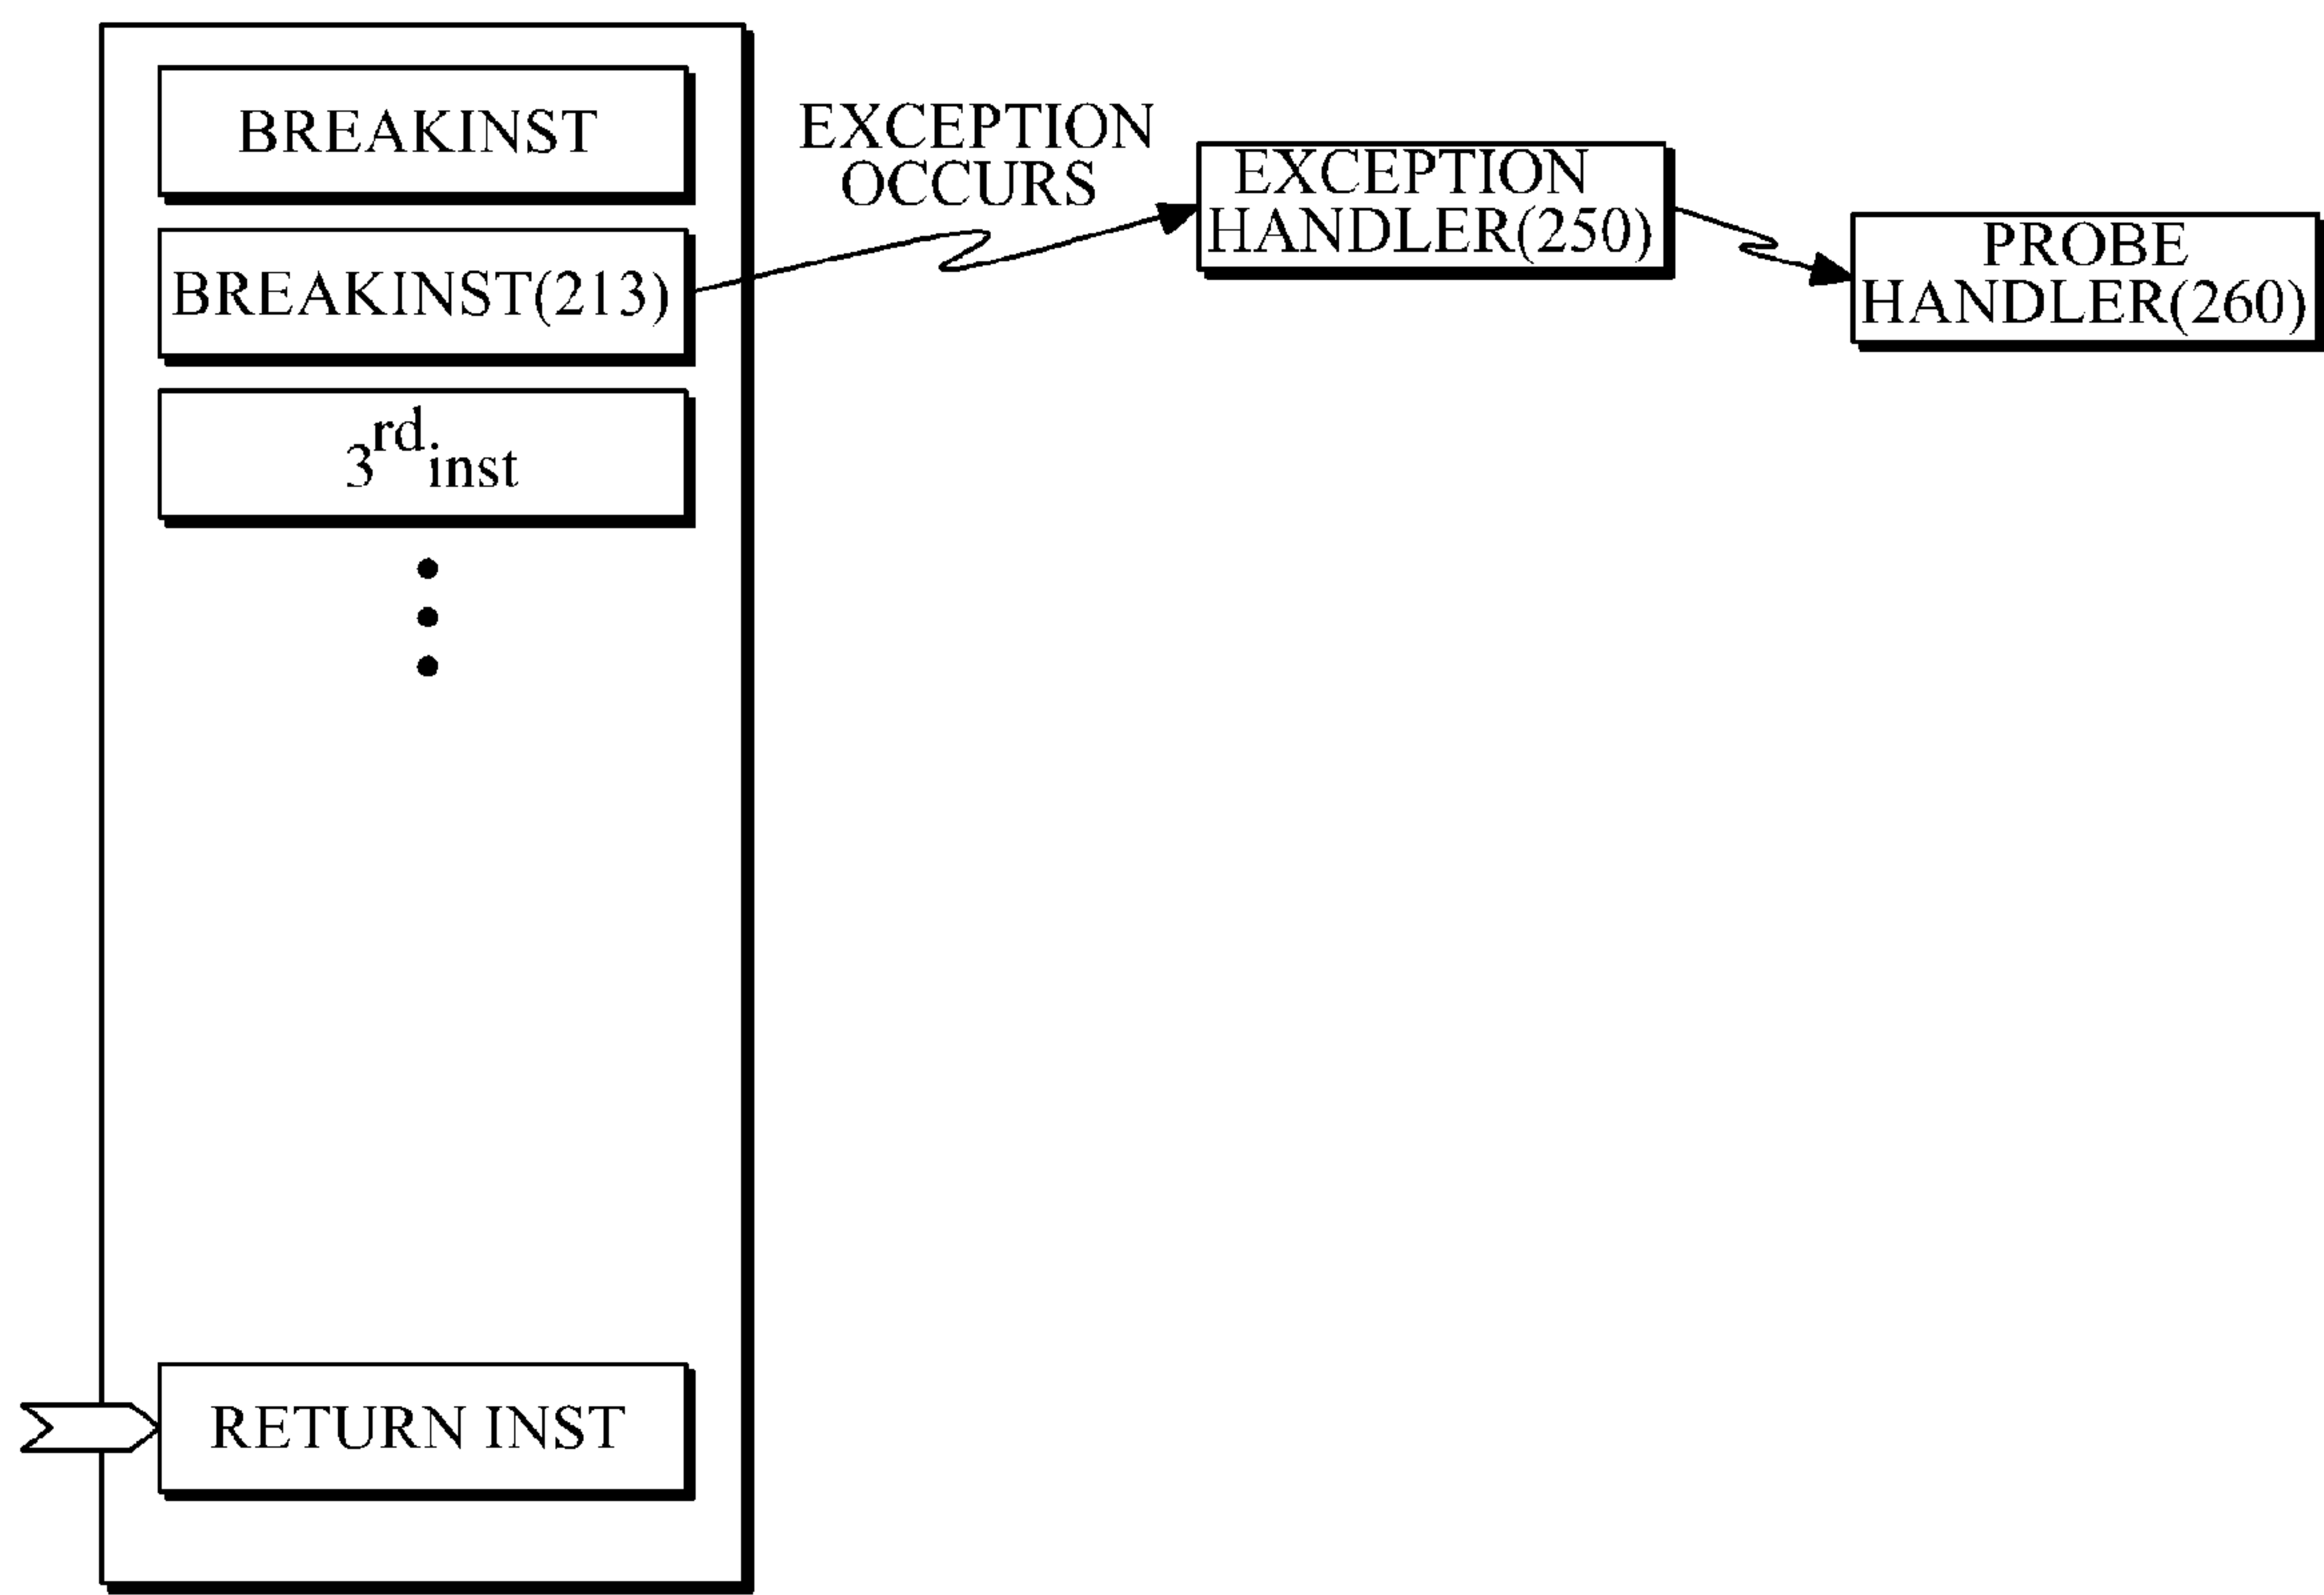 BREAKINST
EXCEPTION
OCCURS
EXCEPTION
HANDLER(250)
PROBE
HANDLER(260)
BREAKINST(213)
3rd. inst
RETURN INST